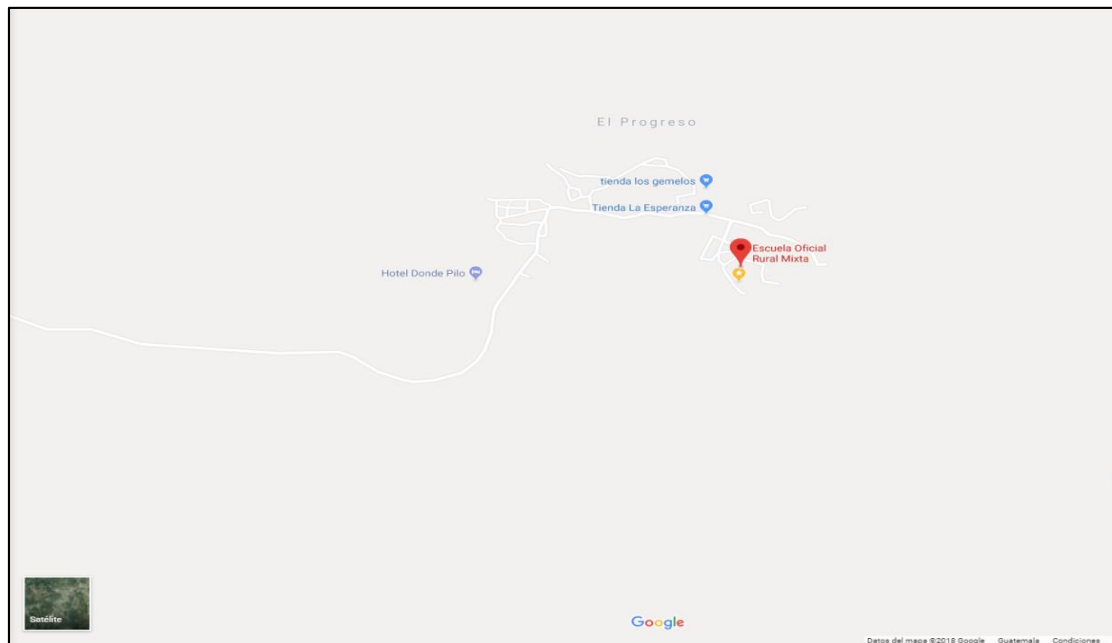 El Progreso
tienda los gemelos
Tienda La Esperanza
Escuela Oficial
Rural Mixta
Hotel Donde Pilo
Satélite
Google
Datos del mapa ©2018 Google Guatemala Condiciones